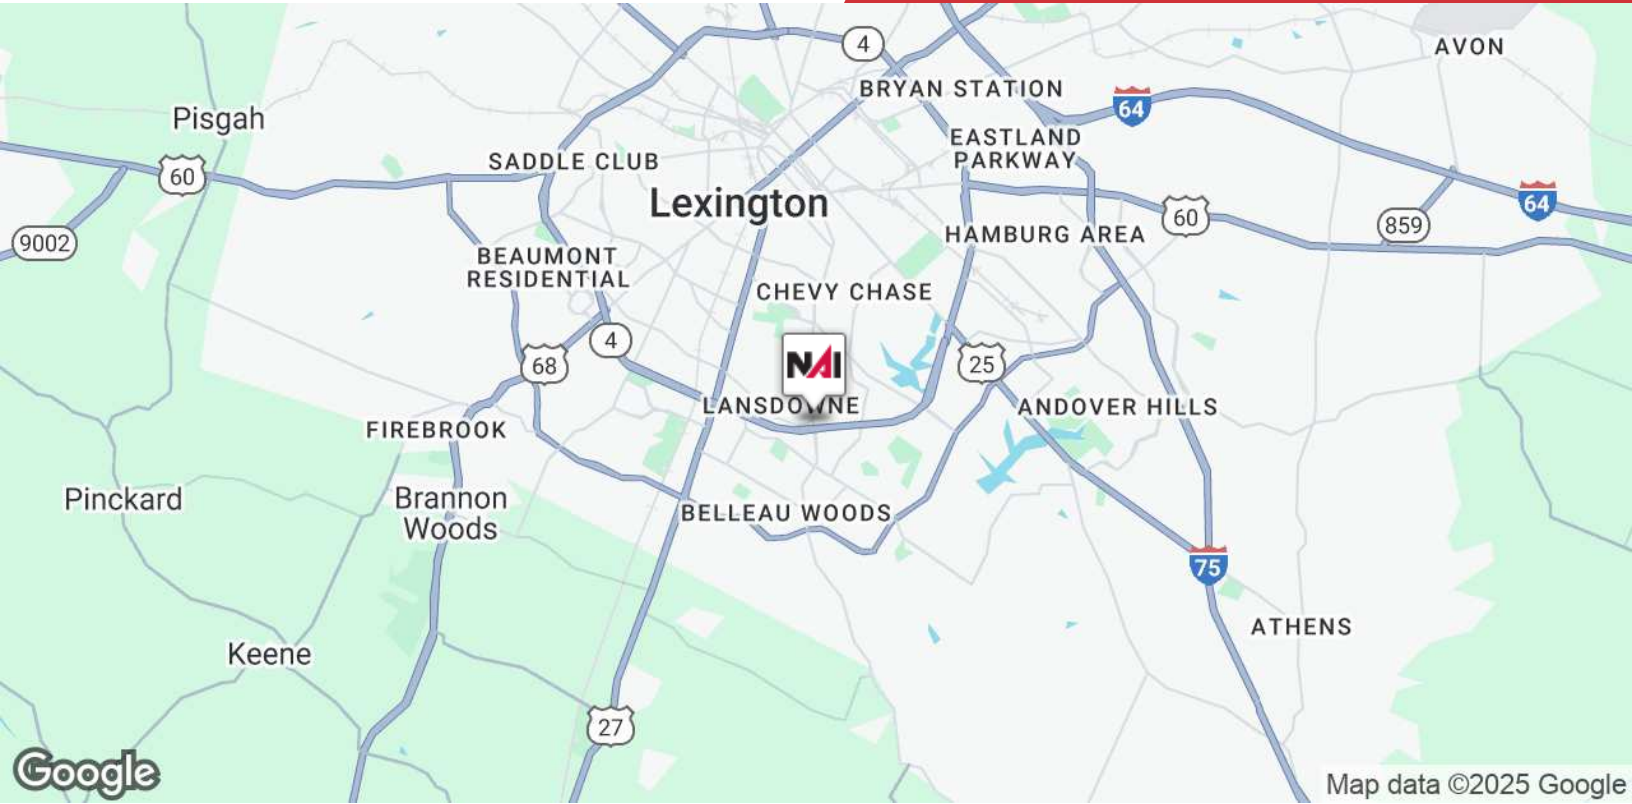 4
AVON
BRYAN STATION
64
Pisgah
EASTLAND
PARKWAY
SADDLE CLUB
60
Lexington
64
60
859
9002
HAMBURG AREA
BEAUMONT
RESIDENTIAL
CHEVY CHASE
4
68
NAI
25
LANSDOWNE
ANDOVER HILLS
FIREBROOK
Pinckard
Brannon
Woods
BELLEAU WOODS
75
ATHENS
Keene
27
Google
Map data ©2025 Google